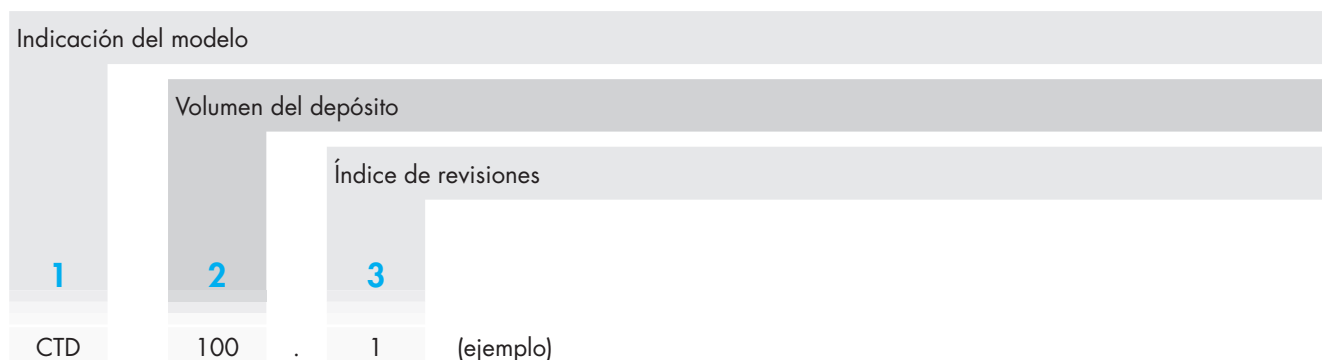 Indicación del modelo
Volumen del depósito
Índice de revisiones
1 2 3
CTD 100 . 1 (ejemplo)